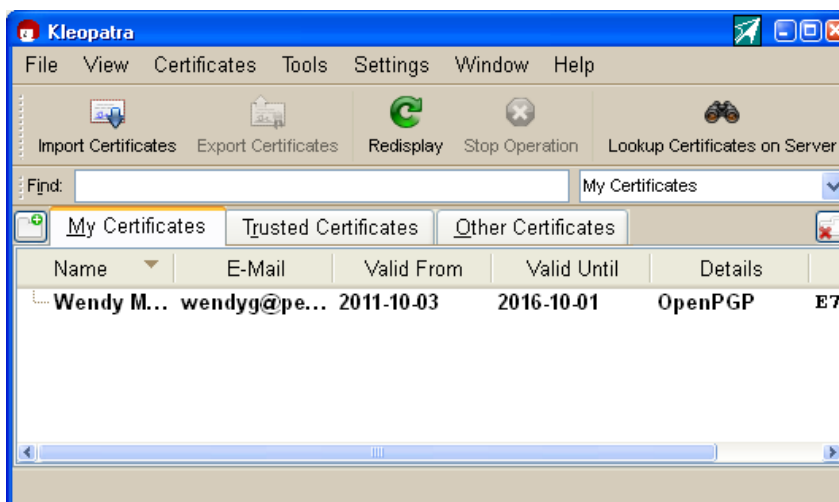 Kleopatra
File View Certificates Tools Settings Window Help
Import Certificates Export Certificates Redisplay Stop Operation Lookup Certificates on Server
Find: My Certificates
My Certificates Trusted Certificates Other Certificates
Name E-Mail Valid From Valid Until Details
Wendy M... wendyg@pe... 2011-10-03 2016-10-01 OpenPGP E7